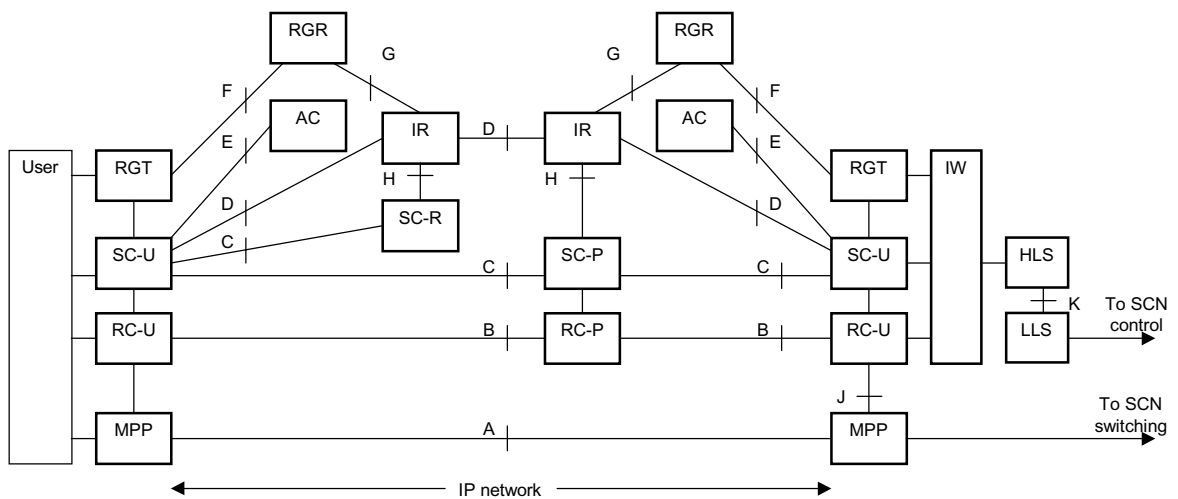 RGR
RGR
G
G
F
F
AC
AC
IR
D
IR
E
E
User
RGT
RGT
IW
H
H
D
D
SC-R
C
SC-U
C
SC-P
C
SC-U
HLS
K
To SCN
control
RC-U
B
RC-P
B
RC-U
LLS
J
To SCN
switching
MPP
A
MPP
IP network